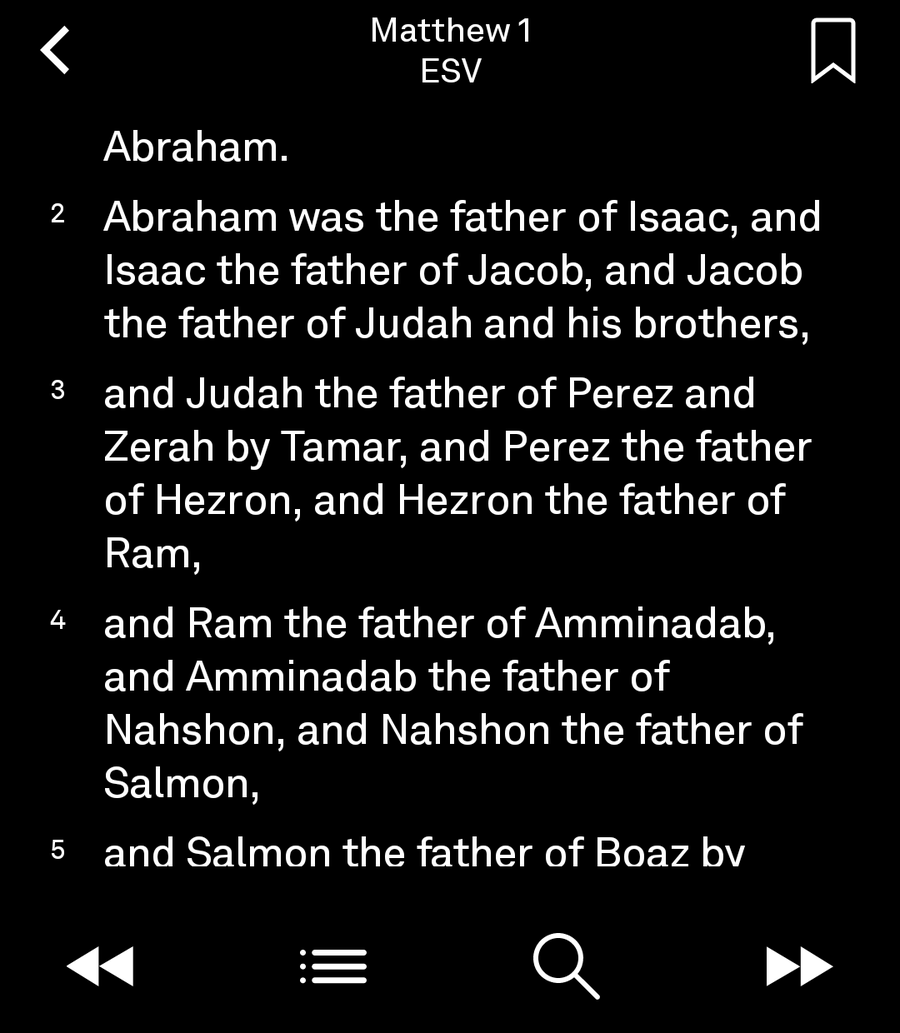 Matthew 1
ESV
Abraham.
2 Abraham was the father of Isaac, and
Isaac the father of Jacob, and Jacob
the father of Judah and his brothers,
3 and Judah the father of Perez and
Zerah by Tamar, and Perez the father
of Hezron, and Hezron the father of
Ram,
4 and Ram the father of Amminadab,
and Amminadab the father of
Nahshon, and Nahshon the father of
Salmon,
5 and Salmon the father of Boaz by